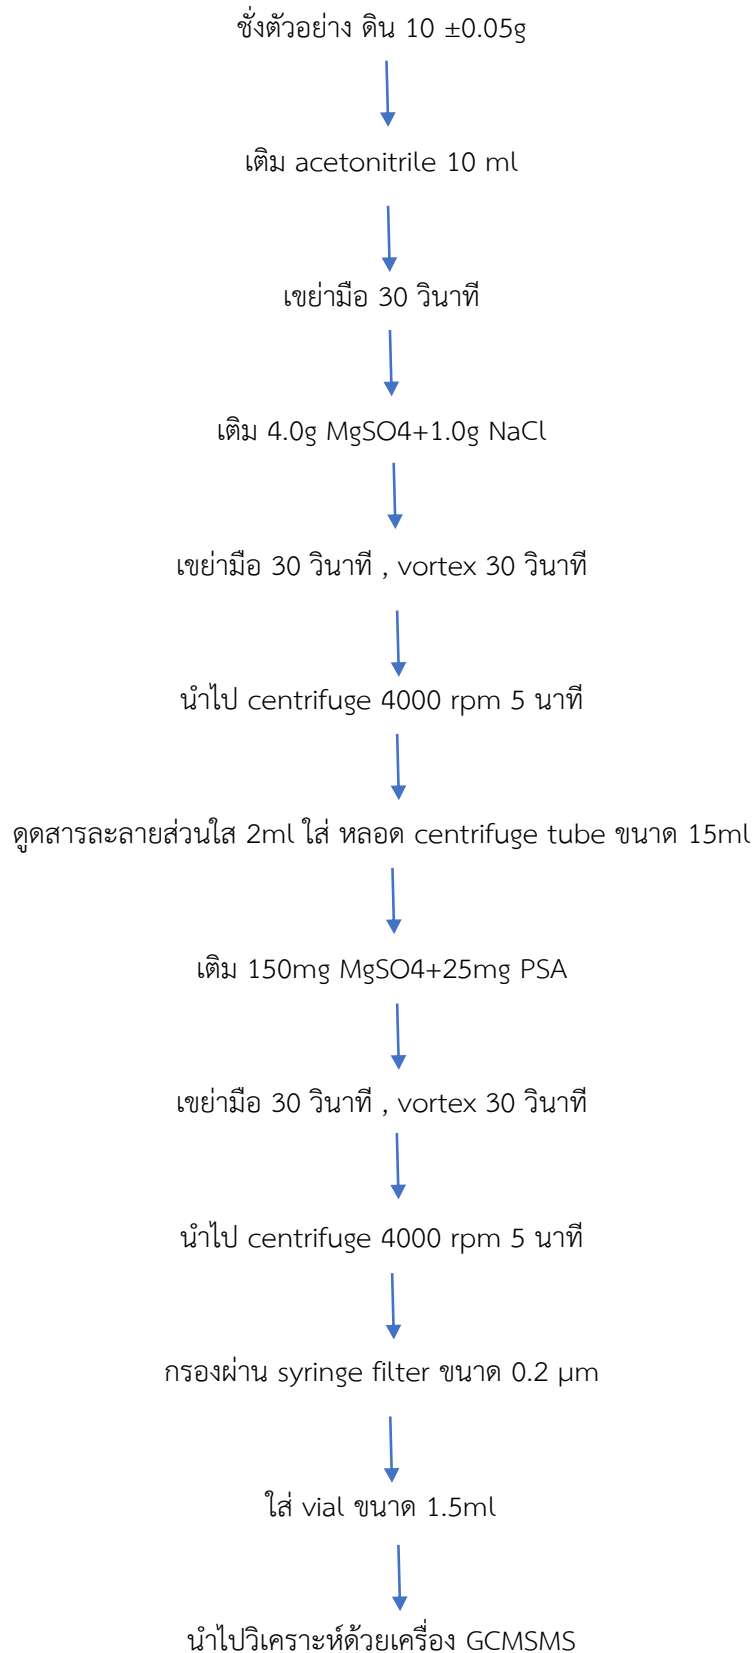 ชั่งตัวอย่าง ดิน 10 ±0.05g
เติม acetonitrile 10 ml
เขย่ามือ 30 วินาที
เติม 4.0g MgSO4+1.0g NaCl
เขย่ามือ 30 วินาที , vortex 30 วินาที
นำไป centrifuge 4000 rpm 5 นาที
ดูดสารละลายส่วนใส 2ml ใส่ หลอด centrifuge tube ขนาด 15ml
เติม 150mg MgSO4+25mg PSA
เขย่ามือ 30 วินาที , vortex 30 วินาที
นำไป centrifuge 4000 rpm 5 นาที
กรองผ่าน syringe filter ขนาด 0.2 µm
ใส่ vial ขนาด 1.5ml
นำไปวิเคราะห์ด้วยเครื่อง GCMSMS